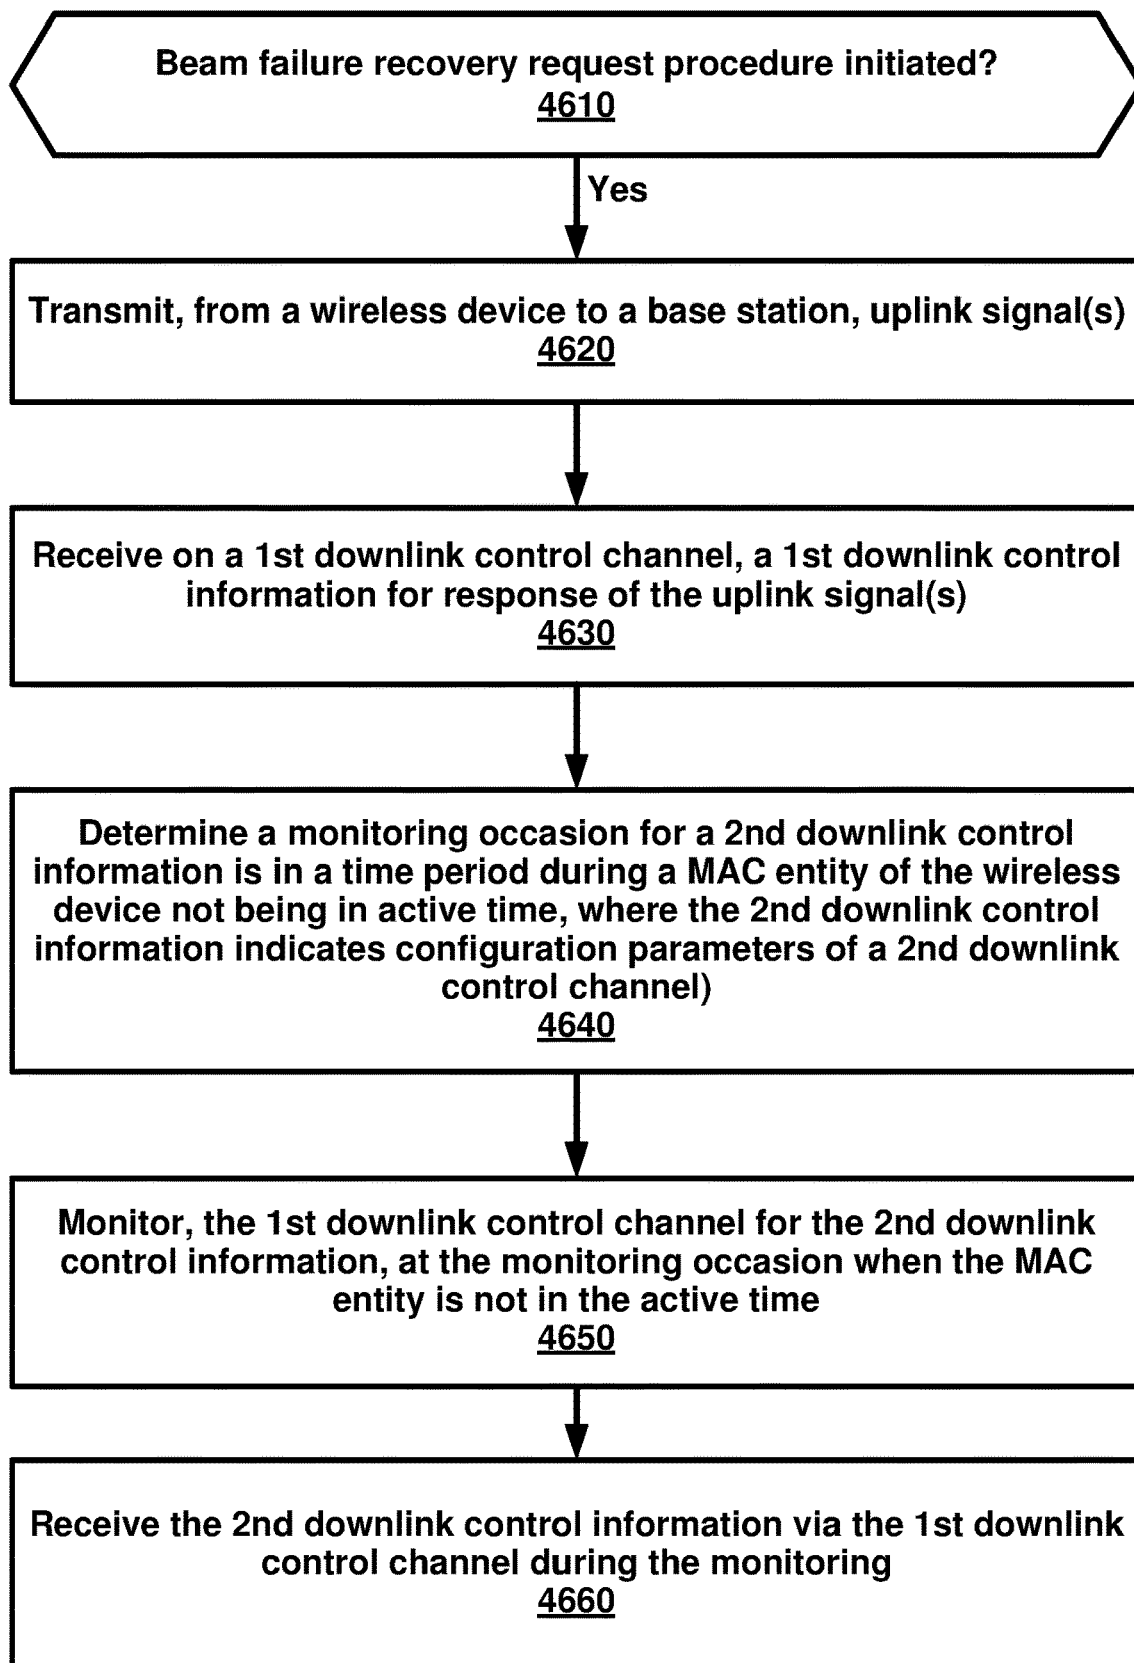 Beam failure recovery request procedure initiated?
4610
Yes
Transmit, from a wireless device to a base station, uplink signal(s)
4620
Receive on a 1st downlink control channel, a 1st downlink control
information for response of the uplink signal(s)
4630
Determine a monitoring occasion for a 2nd downlink control
information is in a time period during a MAC entity of the wireless
device not being in active time, where the 2nd downlink control
information indicates configuration parameters of a 2nd downlink
control channel)
4640
Monitor, the 1st downlink control channel for the 2nd downlink
control information, at the monitoring occasion when the MAC
entity is not in the active time
4650
Receive the 2nd downlink control information via the 1st downlink
control channel during the monitoring
4660